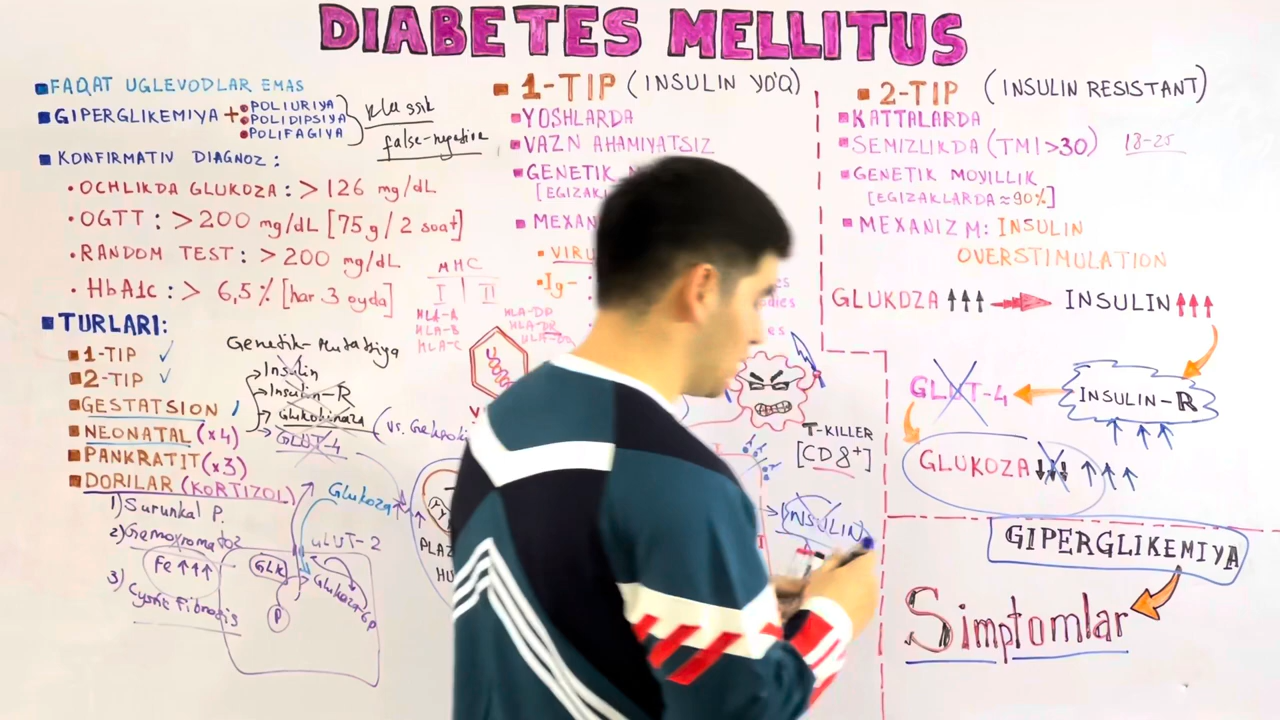 DIABETES MELLITUS
FAQAT UGLEVODLAR EMAS
GIPERGLIKEMIYA +
POLIURIYA
POLIDIPSIYA
POLIFAGIYA
klassik
false-negative
KONFIRMATIV DIAGNOZ:
OCHLIKDA GLUKOZA: > 126 mg/dL
OGTT: > 200 mg/dL [75g / 2 soat]
RANDOM TEST: > 200 mg/dL
HbA1c: > 6,5% [har 3 oyda]
TURLARI:
1-TIP ✓
2-TIP ✓
GESTATSION
NEONATAL (x4)
PANKRATIT (x3)
DORILAR (KORTIZOL)
1) Surunkal P.
2) Gemoxromatoz
Fe ↑↑↑
3) Cystic Fibrosis
Genetik-Mutatsiya
Insulin
Insulin-R
Glukokinaza
GLUT-4
Glukoza
GLUT-2
GLK
P
Glukoza-6P
MHC
I II
HLA-A
HLA-B
HLA-C
HLA-DP
HLA-DR
1-TIP (INSULIN YO'Q)
YOSHLARDA
VAZN AHAMIYATSIZ
GENETIK
T-KILLER
[CD8+]
INSULIN
2-TIP (INSULIN RESISTANT)
KATTALARDA
SEMIZLIKDA (TMI>30) 18-25
GENETIK MOYILLIK
[EGIZAKLARDA ≈90%]
MEXANIZM: INSULIN
OVERSTIMULATION
GLUKOZA ↑↑↑ → INSULIN ↑↑↑
GLUT-4 ← INSULIN-R
↑↑↑
GLUKOZA ↓↓↓ ↑↑↑
GIPERGLIKEMIYA
Simptomlar